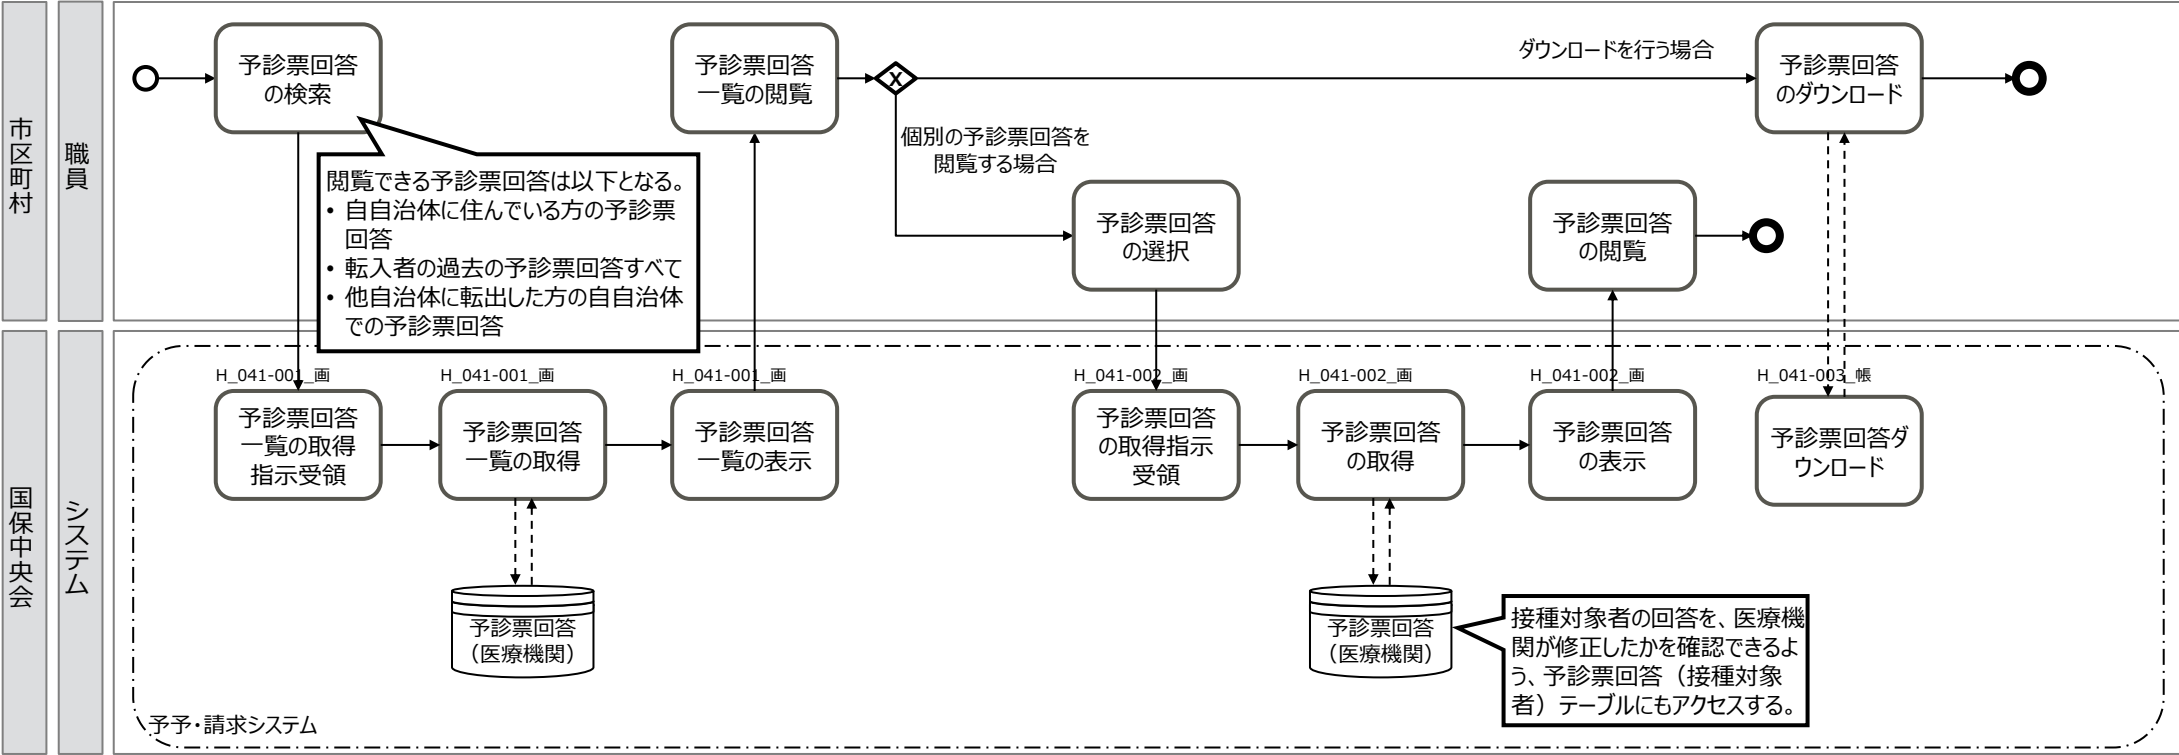 市区町村
職員
予診票回答
の検索
予診票回答
一覧の閲覧
X
ダウンロードを行う場合
予診票回答
のダウンロード
個別の予診票回答を
閲覧する場合
閲覧できる予診票回答は以下となる。
• 自自治体に住んでいる方の予診票
回答
• 転入者の過去の予診票回答すべて
• 他自治体に転出した方の自自治体
での予診票回答
予診票回答
の選択
予診票回答
の閲覧
国保中央会
システム
H_041-001_画
予診票回答
一覧の取得
指示受領
H_041-001_画
予診票回答
一覧の取得
H_041-001_画
予診票回答
一覧の表示
H_041-002_画
予診票回答
の取得指示
受領
H_041-002_画
予診票回答
の取得
H_041-002_画
予診票回答
の表示
H_041-003_帳
予診票回答ダ
ウンロード
予診票回答
（医療機関）
予診票回答
（医療機関）
接種対象者の回答を、医療機
関が修正したかを確認できるよ
う、予診票回答（接種対象
者）テーブルにもアクセスする。
予予・請求システム